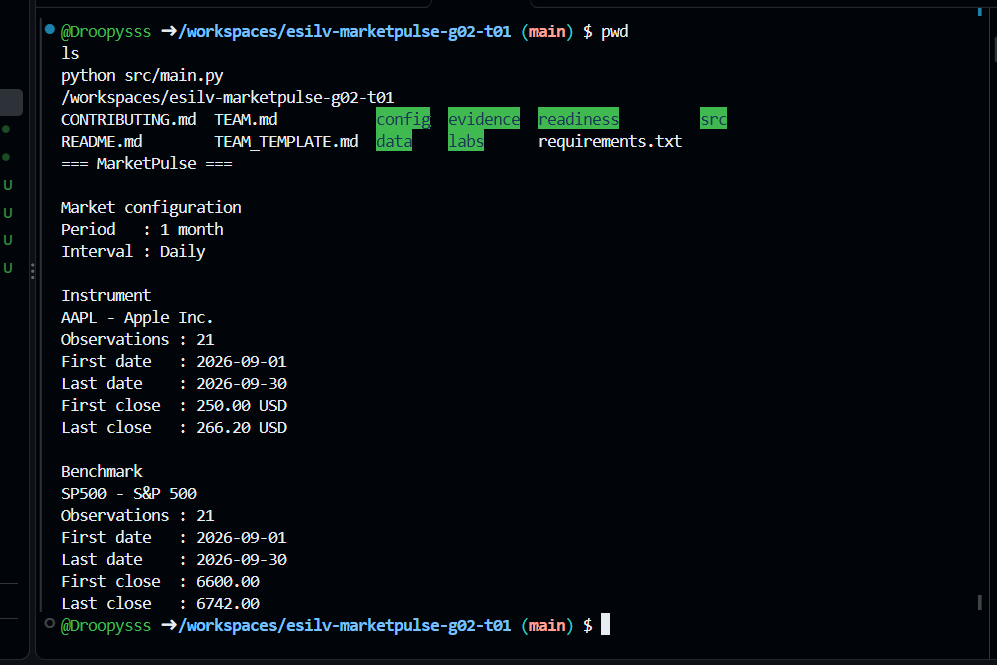 @Droopysss ➜/workspaces/esilv-marketpulse-g02-t01 (main) $ pwd
ls
python src/main.py
/workspaces/esilv-marketpulse-g02-t01
CONTRIBUTING.md  TEAM.md           config  evidence  readiness         src
README.md        TEAM_TEMPLATE.md  data    labs      requirements.txt
=== MarketPulse ===
Market configuration
Period   : 1 month
Interval : Daily
Instrument
AAPL - Apple Inc.
Observations : 21
First date   : 2026-09-01
Last date    : 2026-09-30
First close  : 250.00 USD
Last close   : 266.20 USD
Benchmark
SP500 - S&P 500
Observations : 21
First date   : 2026-09-01
Last date    : 2026-09-30
First close  : 6600.00
Last close   : 6742.00
@Droopysss ➜/workspaces/esilv-marketpulse-g02-t01 (main) $
U
U
U
U